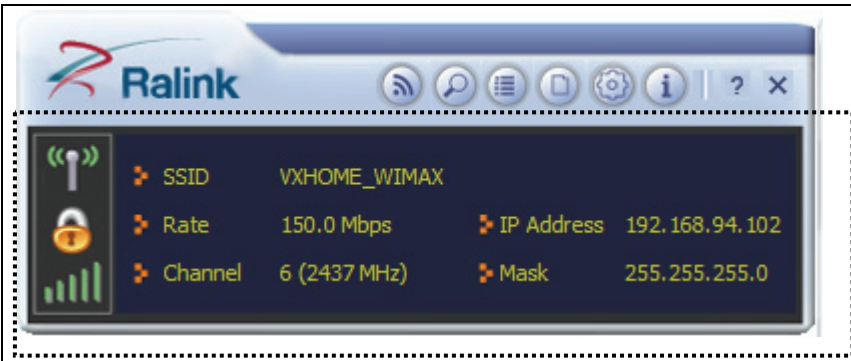 Ralink
? ×
SSID VXHOME_WIMAX
Rate 150.0 Mbps IP Address 192.168.94.102
Channel 6 (2437 MHz) Mask 255.255.255.0